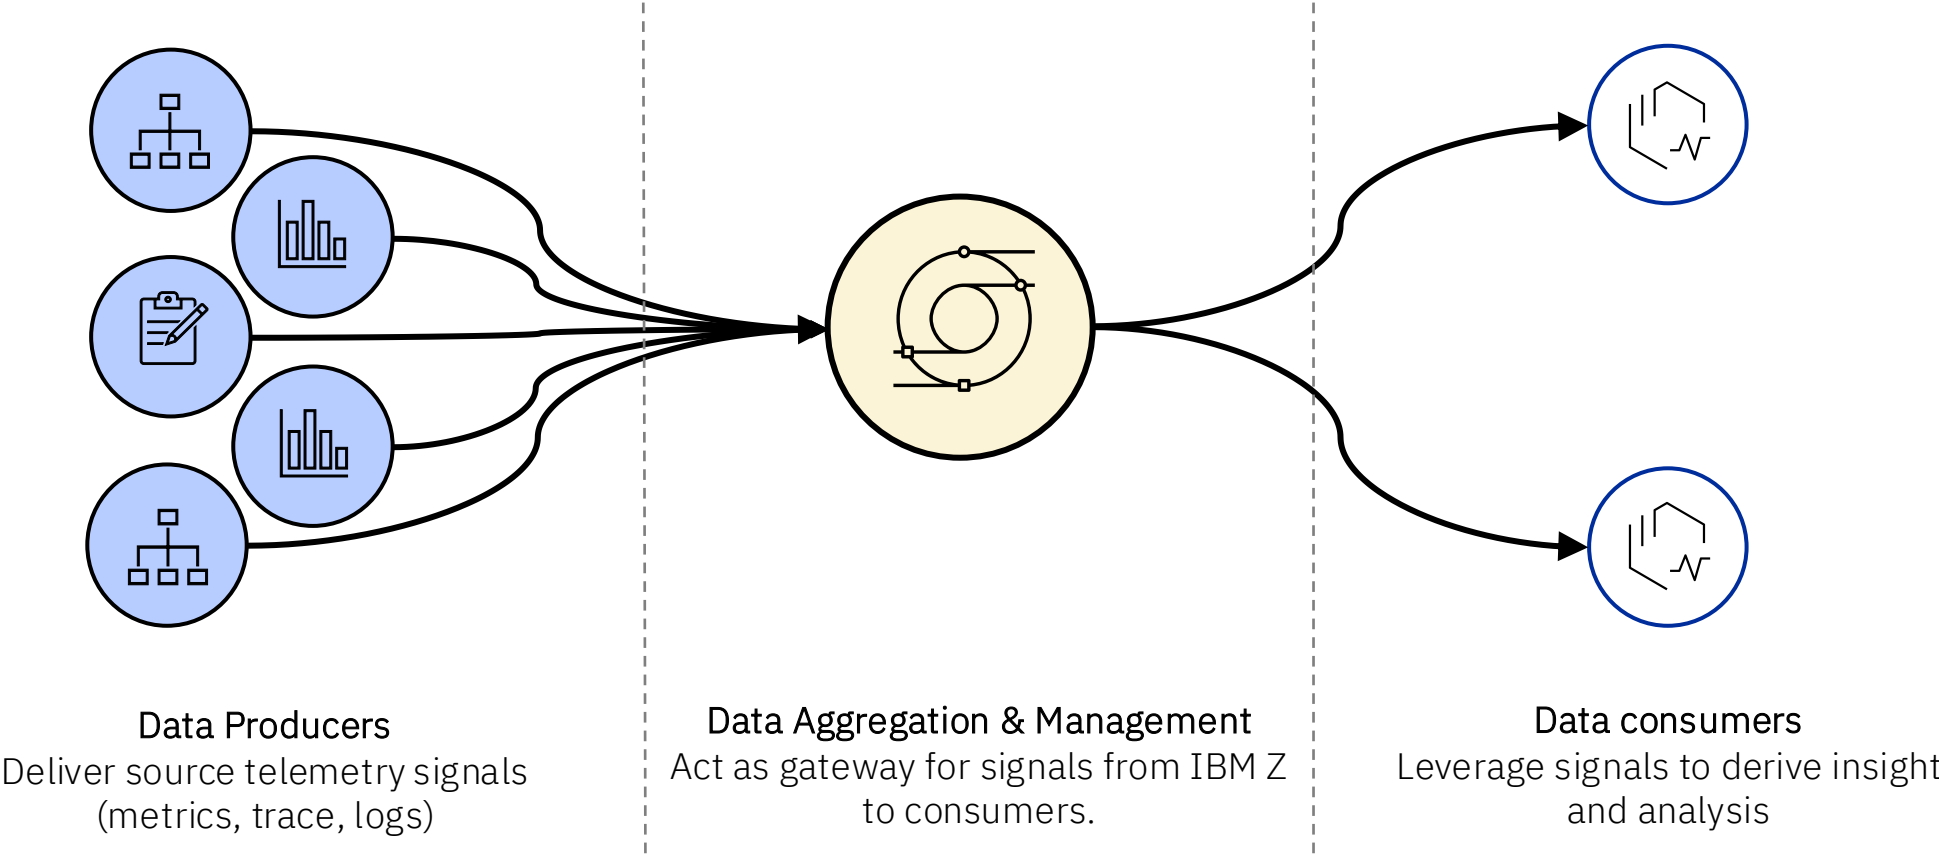 Data Producers
Deliver source telemetry signals
(metrics, trace, logs)
Data Aggregation & Management
Act as gateway for signals from IBM Z
to consumers.
Data consumers
Leverage signals to derive insight
and analysis